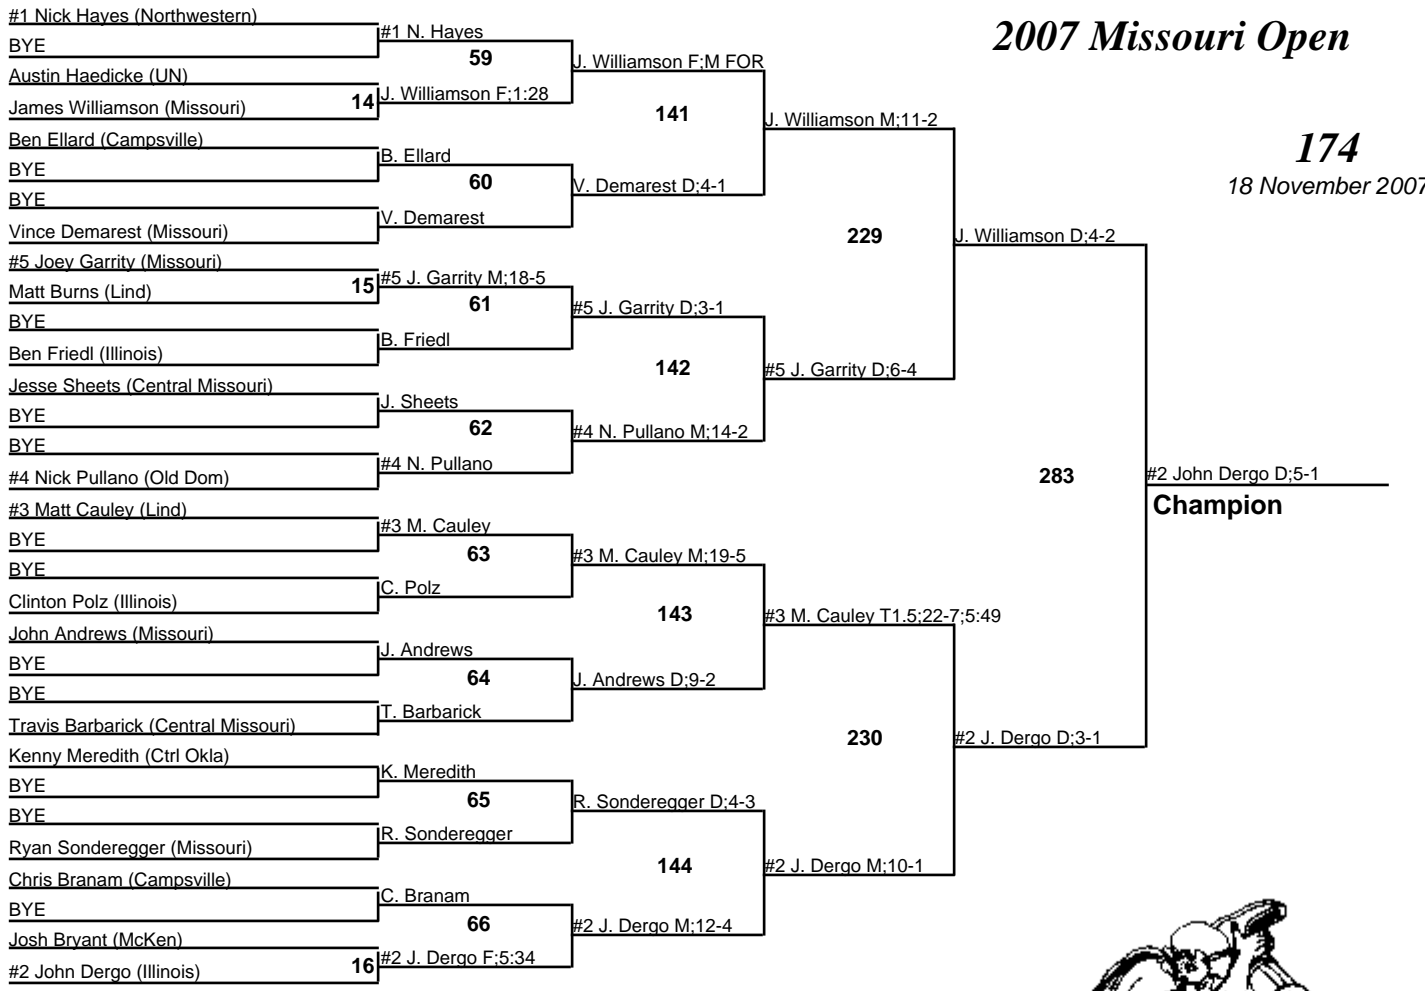 2007 Missouri Open
174
18 November 2007
#1 Nick Hayes (Northwestern)
BYE
Austin Haedicke (UN)
James Williamson (Missouri)
Ben Ellard (Campsville)
BYE
BYE
Vince Demarest (Missouri)
#5 Joey Garrity (Missouri)
Matt Burns (Lind)
BYE
Ben Friedl (Illinois)
Jesse Sheets (Central Missouri)
BYE
BYE
#4 Nick Pullano (Old Dom)
#3 Matt Cauley (Lind)
BYE
BYE
Clinton Polz (Illinois)
John Andrews (Missouri)
BYE
BYE
Travis Barbarick (Central Missouri)
Kenny Meredith (Ctrl Okla)
BYE
BYE
Ryan Sonderegger (Missouri)
Chris Branam (Campsville)
BYE
Josh Bryant (McKen)
#2 John Dergo (Illinois)
14
15
16
#1 N. Hayes
59
J. Williamson F;1:28
B. Ellard
60
V. Demarest
#5 J. Garrity M;18-5
61
B. Friedl
J. Sheets
62
#4 N. Pullano
#3 M. Cauley
63
C. Polz
J. Andrews
64
T. Barbarick
K. Meredith
65
R. Sonderegger
C. Branam
66
#2 J. Dergo F;5:34
J. Williamson F;M FOR
141
V. Demarest D;4-1
#5 J. Garrity D;3-1
142
#4 N. Pullano M;14-2
#3 M. Cauley M;19-5
143
J. Andrews D;9-2
R. Sonderegger D;4-3
144
#2 J. Dergo M;12-4
J. Williamson M;11-2
229
#5 J. Garrity D;6-4
#3 M. Cauley T1.5;22-7;5:49
230
#2 J. Dergo M;10-1
J. Williamson D;4-2
283
#2 J. Dergo D;3-1
#2 John Dergo D;5-1
Champion